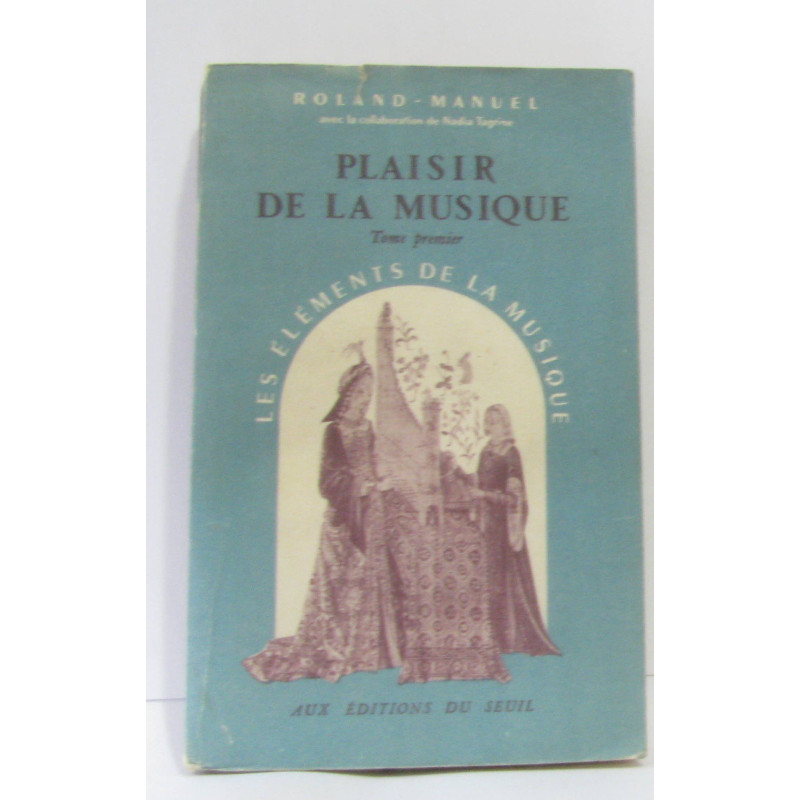 ROLAND-MANUEL
avec la collaboration de Nadia Tagrine
PLAISIR
DE LA MUSIQUE
Tome premier
LES ÉLÉMENTS DE LA MUSIQUE
AUX ÉDITIONS DU SEUIL